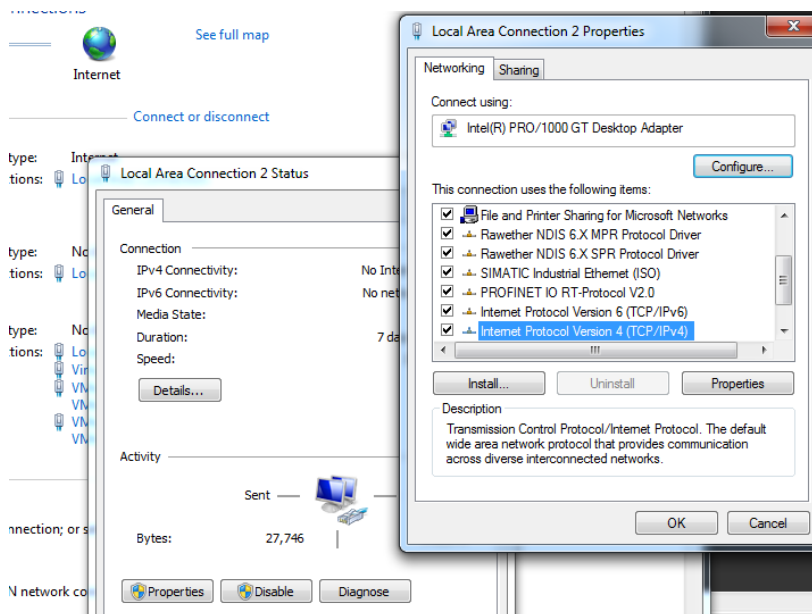 See full map
Internet
Connect or disconnect
type:
tions:
Lo
type:
tions:
Lo
type:
tions:
Lo
Vir
VM
VM
VM
VM
nnection; or s
N network co
Local Area Connection 2 Status
General
Connection
IPv4 Connectivity: No Inte
IPv6 Connectivity: No net
Media State:
Duration: 7 da
Speed:
Details...
Activity
Sent
Bytes: 27,746
Properties Disable Diagnose
Local Area Connection 2 Properties
Networking Sharing
Connect using:
Intel(R) PRO/1000 GT Desktop Adapter
Configure...
This connection uses the following items:
File and Printer Sharing for Microsoft Networks
Rawether NDIS 6.X MPR Protocol Driver
Rawether NDIS 6.X SPR Protocol Driver
SIMATIC Industrial Ethernet (ISO)
PROFINET IO RT-Protocol V2.0
Internet Protocol Version 6 (TCP/IPv6)
Internet Protocol Version 4 (TCP/IPv4)
Install... Uninstall Properties
Description
Transmission Control Protocol/Internet Protocol. The default
wide area network protocol that provides communication
across diverse interconnected networks.
OK Cancel